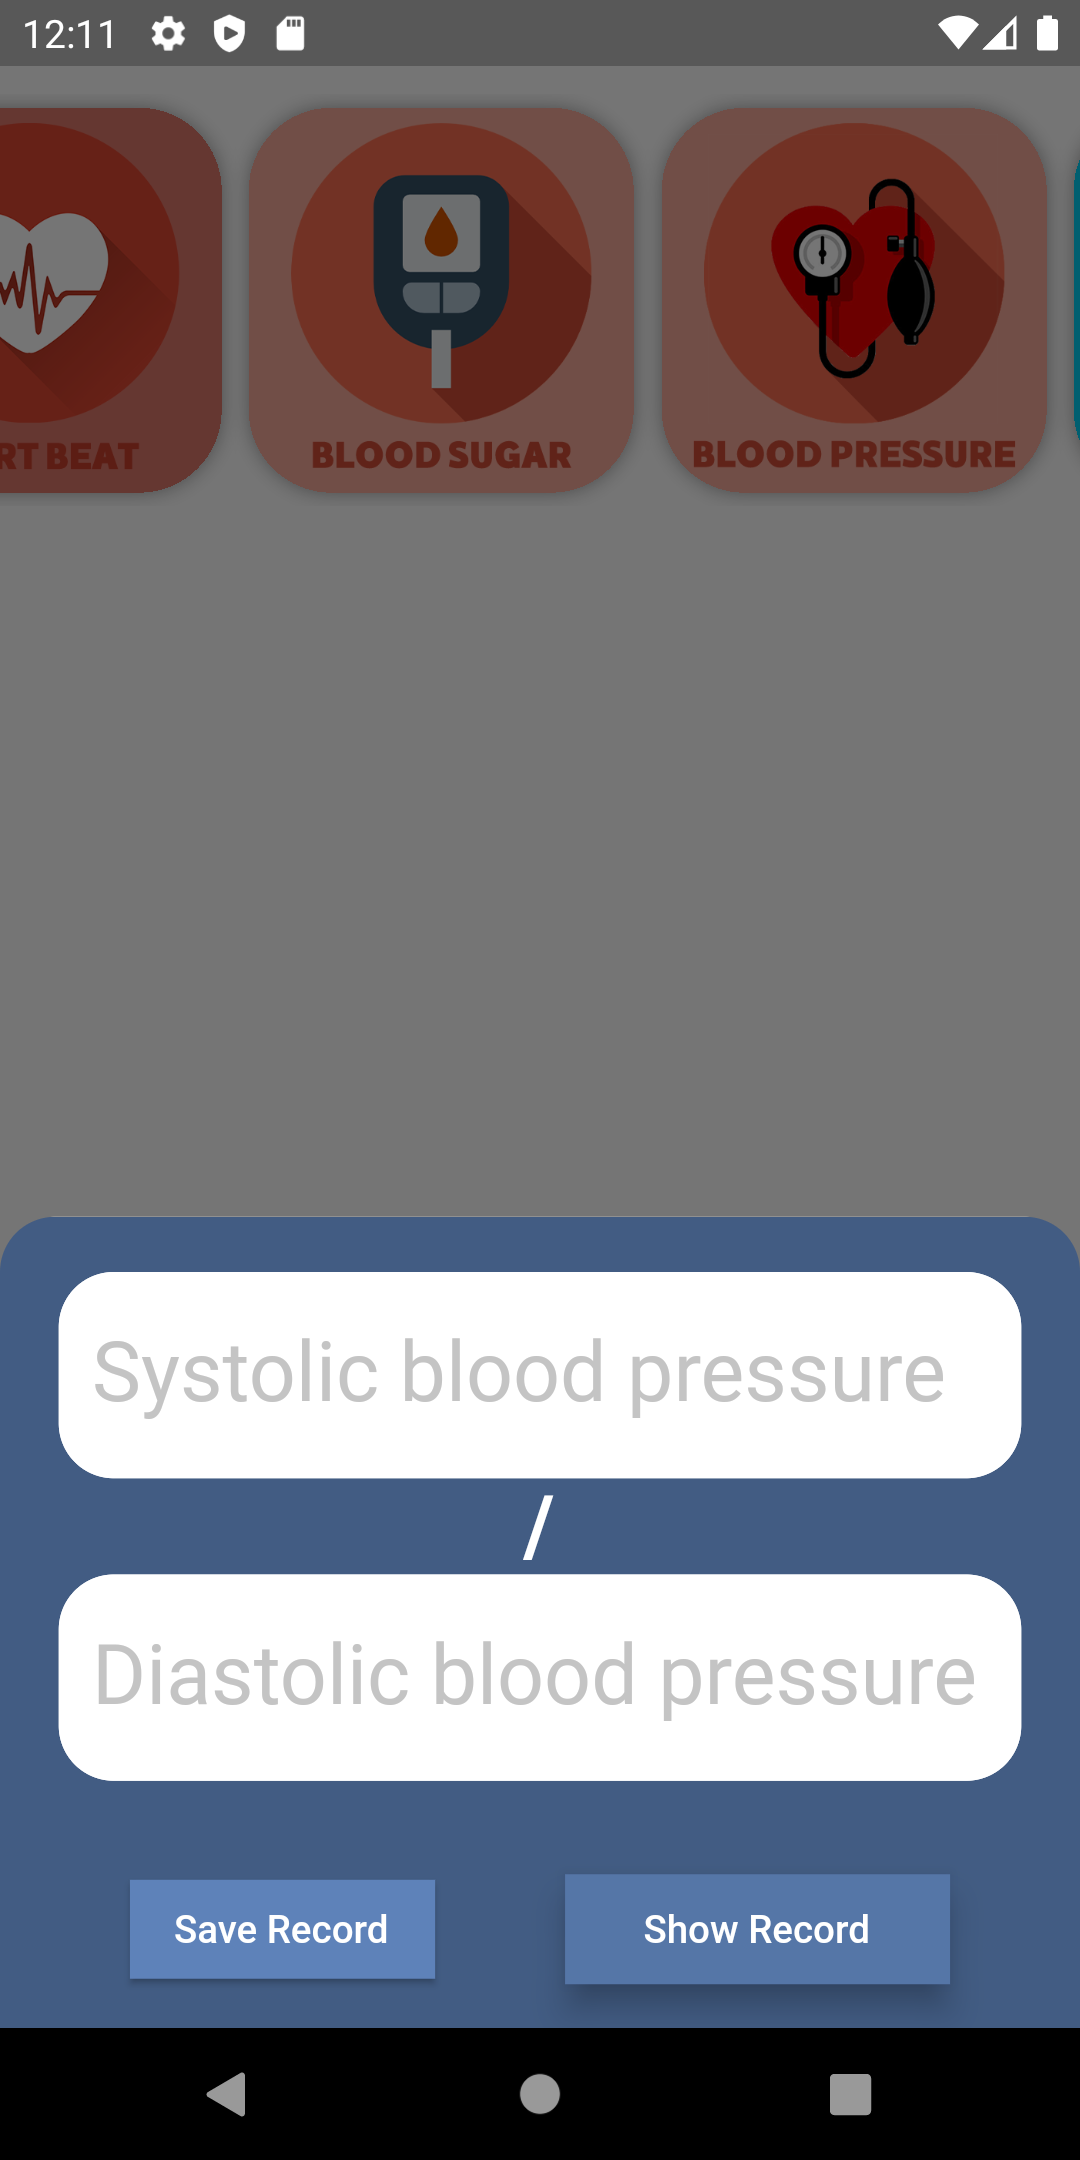 12:11
RT BEAT
BLOOD SUGAR
BLOOD PRESSURE
Systolic blood pressure
/
Diastolic blood pressure
Save Record
Show Record